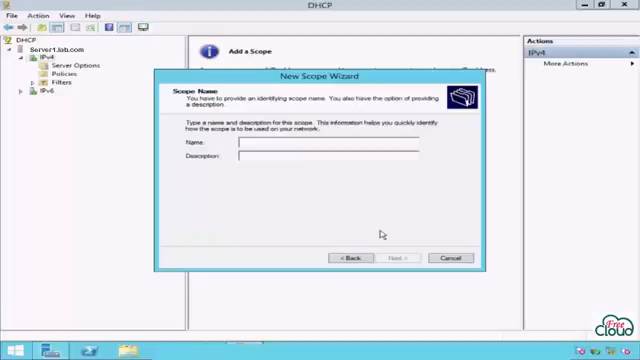 DHCP
File Action View Help
DHCP
Server1.lab.com
IPv4
Server Options
Policies
Filters
IPv6
Add a Scope
Actions
IPv4
More Actions
New Scope Wizard
Scope Name
You have to provide an identifying scope name. You also have the option of providing
a description.
Type a name and description for this scope. This information helps you quickly identify
how the scope is to be used on your network.
Name:
Description:
< Back Next > Cancel
Free
Cloud